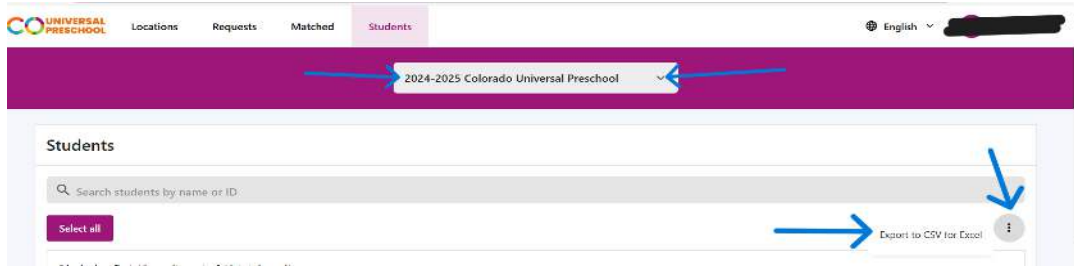 UNIVERSAL
PRESCHOOL
Locations Requests Matched Students English
2024-2025 Colorado Universal Preschool
Students
Search students by name or ID
Select all
Export to CSV for Excel